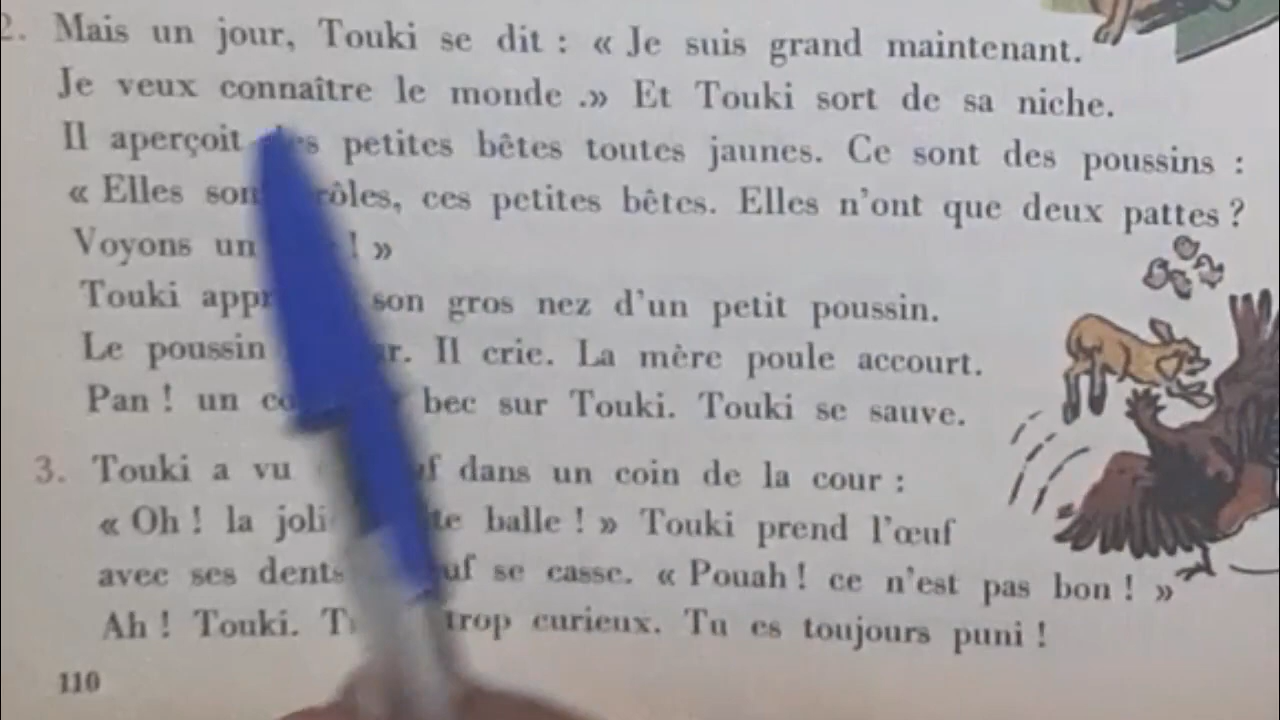 2. Mais un jour, Touki se dit : « Je suis grand maintenant.
Je veux connaître le monde .» Et Touki sort de sa niche.
Il aperçoit des petites bêtes toutes jaunes. Ce sont des poussins :
« Elles sont drôles, ces petites bêtes. Elles n'ont que deux pattes ?
Voyons un ! »
Touki son gros nez d'un petit poussin.
Le poussin Il crie. La mère poule accourt.
Pan ! un bec sur Touki. Touki se sauve.
3. Touki a vu dans un coin de la cour :
« Oh ! la balle ! » Touki prend l'œuf
avec ses dents se casse. « Pouah ! ce n'est pas bon ! »
Ah ! Touki. trop curieux. Tu es toujours puni !
110